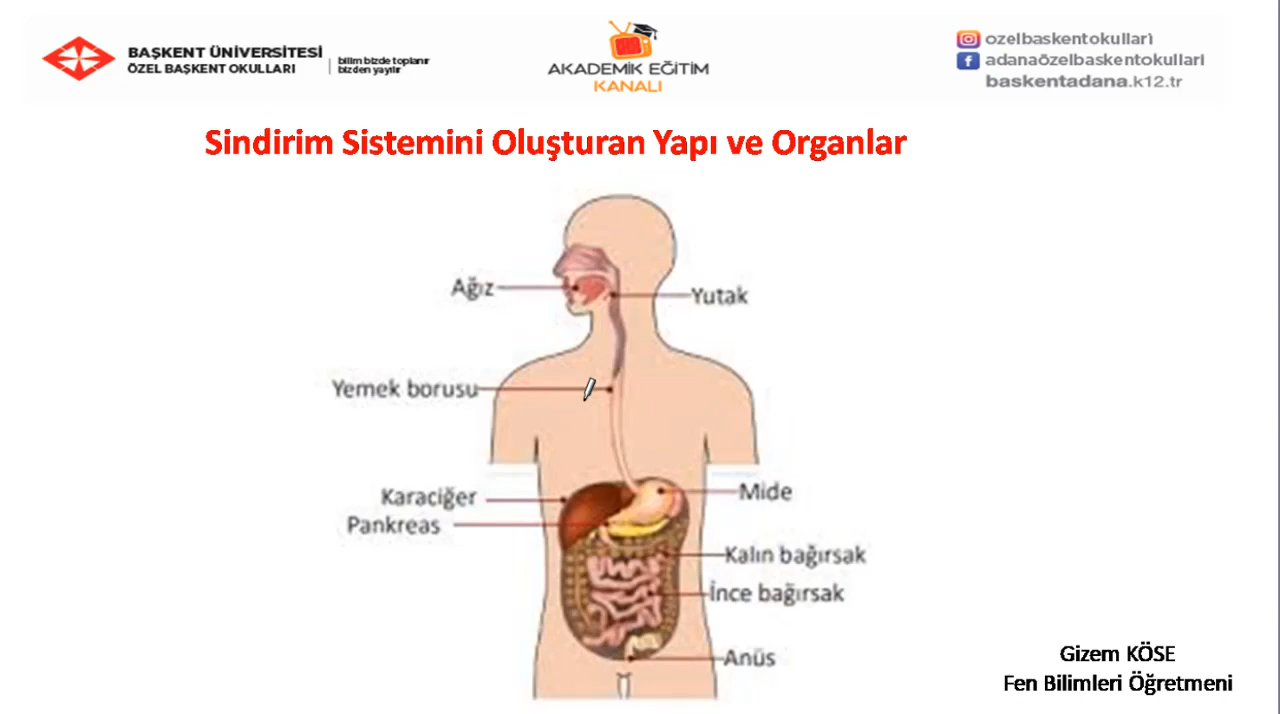 BAŞKENT ÜNİVERSİTESİ
ÖZEL BAŞKENT OKULLARI
bilim bizde toplanır
bizden yayılır
AKADEMİK EĞİTİM
KANALI
ozelbaskentokullari
adanaözelbaskentokullari
baskentadana.k12.tr
Sindirim Sistemini Oluşturan Yapı ve Organlar
Ağız
Yutak
Yemek borusu
Karaciğer
Mide
Pankreas
Kalın bağırsak
İnce bağırsak
Anüs
Gizem KÖSE
Fen Bilimleri Öğretmeni